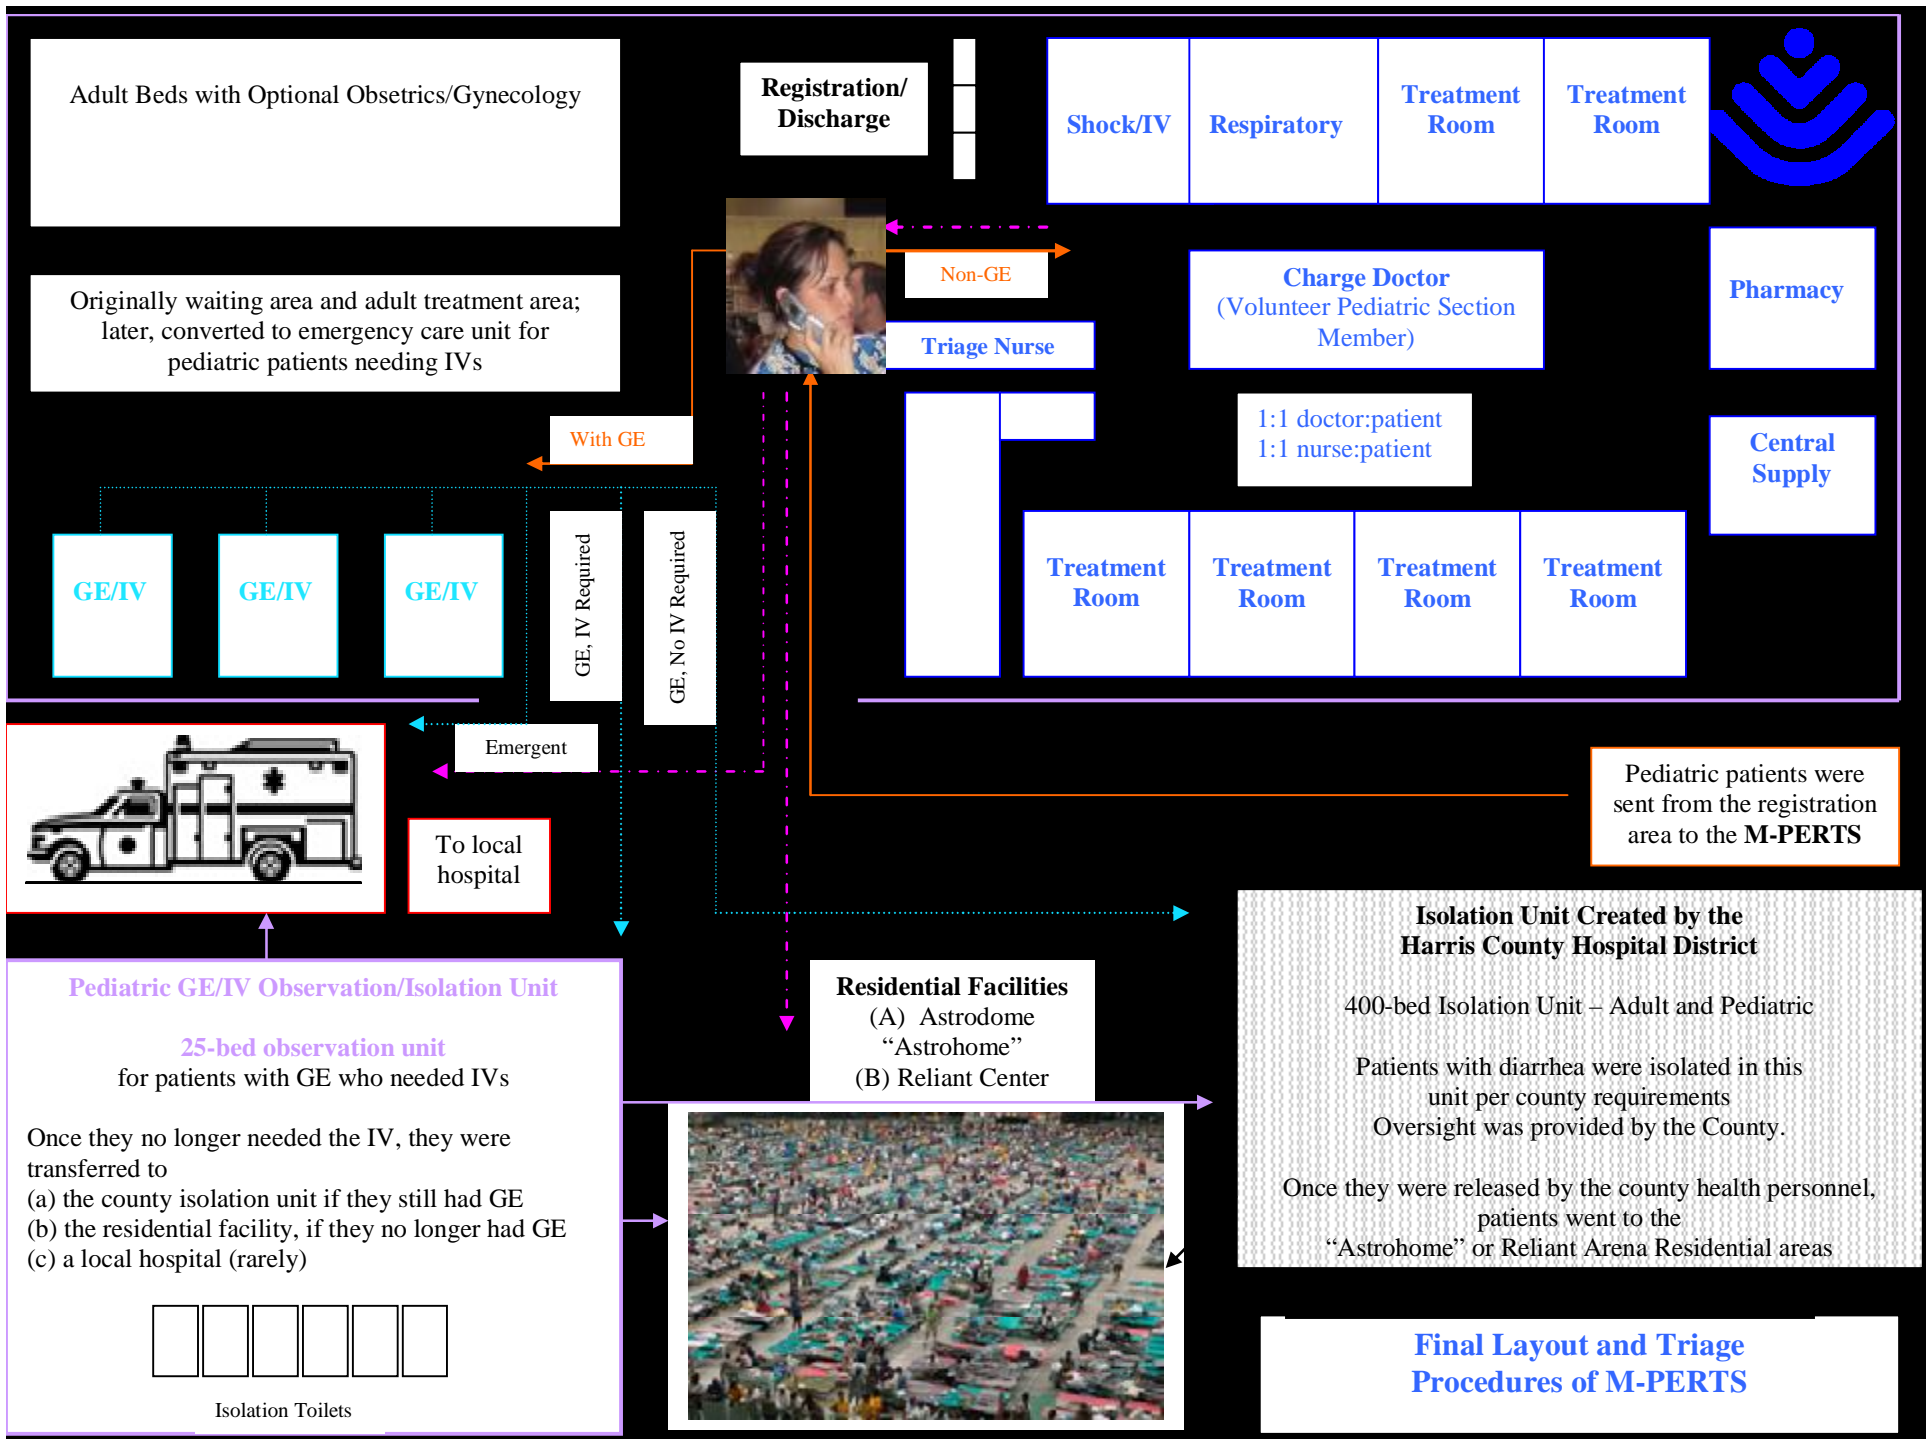 Adult Beds with Optional Obsetrics/Gynecology
Registration/
Discharge
Shock/IV
Respiratory
Treatment
Room
Treatment
Room
Originally waiting area and adult treatment area;
later, converted to emergency care unit for
pediatric patients needing IVs
Non-GE
Triage Nurse
Charge Doctor
(Volunteer Pediatric Section
Member)
Pharmacy
With GE
1:1 doctor:patient
1:1 nurse:patient
Central
Supply
GE/IV
GE/IV
GE/IV
GE, IV Required
GE, No IV Required
Treatment
Room
Treatment
Room
Treatment
Room
Treatment
Room
Emergent
To local
hospital
Pediatric patients were
sent from the registration
area to the M-PERTS
Pediatric GE/IV Observation/Isolation Unit
25-bed observation unit
for patients with GE who needed IVs
Once they no longer needed the IV, they were
transferred to
(a) the county isolation unit if they still had GE
(b) the residential facility, if they no longer had GE
(c) a local hospital (rarely)
Isolation Toilets
Residential Facilities
(A) Astrodome
“Astrohome”
(B) Reliant Center
Isolation Unit Created by the
Harris County Hospital District
400-bed Isolation Unit – Adult and Pediatric
Patients with diarrhea were isolated in this
unit per county requirements
Oversight was provided by the County.
Once they were released by the county health personnel,
patients went to the
“Astrohome” or Reliant Arena Residential areas
Final Layout and Triage
Procedures of M-PERTS